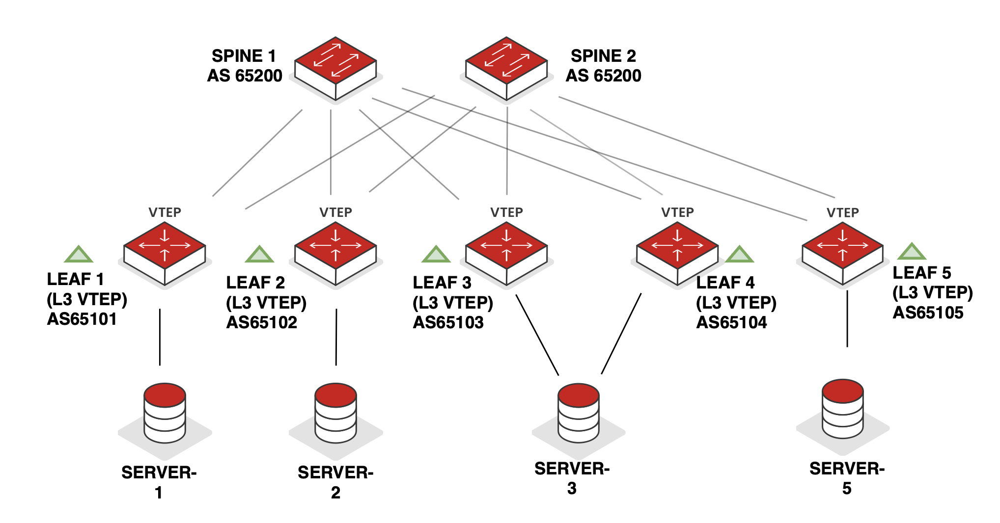 SPINE 1
AS 65200
SPINE 2
AS 65200
VTEP
VTEP
VTEP
VTEP
VTEP
LEAF 1
(L3 VTEP)
AS65101
LEAF 2
(L3 VTEP)
AS65102
LEAF 3
(L3 VTEP)
AS65103
LEAF 4
(L3 VTEP)
AS65104
LEAF 5
(L3 VTEP)
AS65105
SERVER-
1
SERVER-
2
SERVER-
3
SERVER-
5